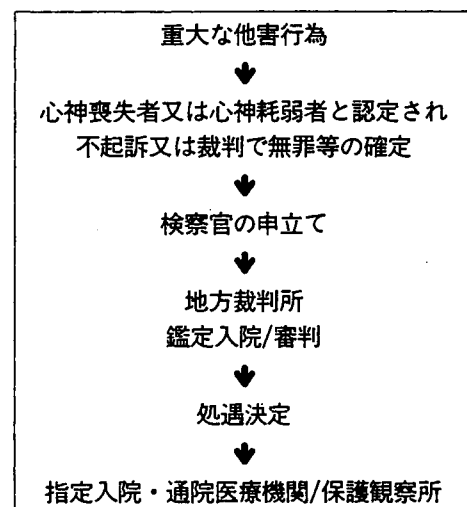 重大な他害行為
心神喪失者又は心神耗弱者と認定され
不起訴又は裁判で無罪等の確定
検察官の申立て
地方裁判所
鑑定入院/審判
処遇決定
指定入院・通院医療機関/保護観察所